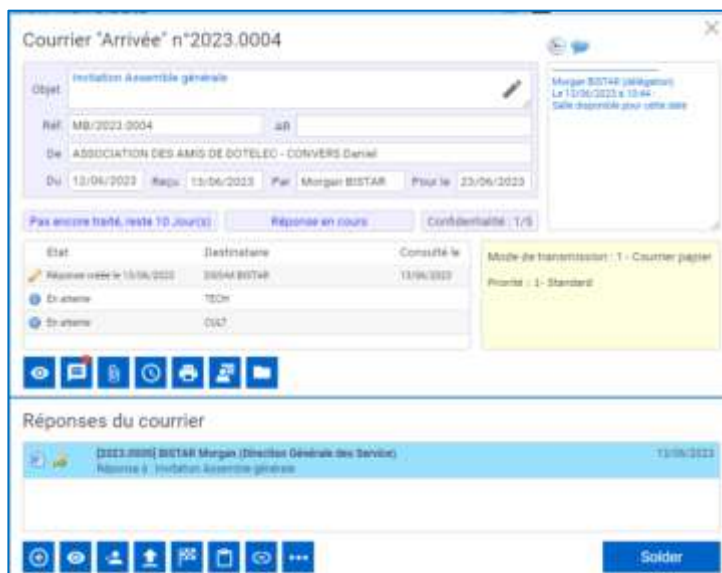 Courrier "Arrivée" n°2023.0004
Objet Invitation Assemblée générale
Réf. MB/2023.0004 AR
De ASSOCIATION DES AMIS DE DOTELEC - CONVERS Daniel
Du 12/06/2023 Reçu 13/06/2023 Par Morgan BISTAR Pour le 23/06/2023
Morgan BISTAR (délégation)
Le 13/06/2023 à 10:44
Salle disponible pour cette date
Pas encore traité, reste 10 Jour(s) Réponse en cours Confidentialité : 1/5
Etat Destinataire Consulté le
Réponse créée le 13/06/2023 BISTAR 13/06/2023
En attente TECH
En attente CULT
Mode de transmission : 1 - Courrier papier
Priorité : 1- Standard
Réponses du courrier
[2023.0005] BISTAR Morgan (Direction Générale des Service) 13/06/2023
Réponse à : Invitation Assemblée générale
Solder